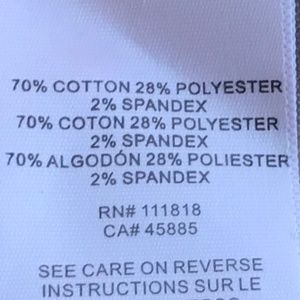 70% COTTON 28% POLYESTER
2% SPANDEX
70% COTON 28% POLYESTER
2% SPANDEX
70% ALGODÓN 28% POLIESTER
2% SPANDEX
RN# 111818
CA# 45885
SEE CARE ON REVERSE
INSTRUCTIONS SUR LE